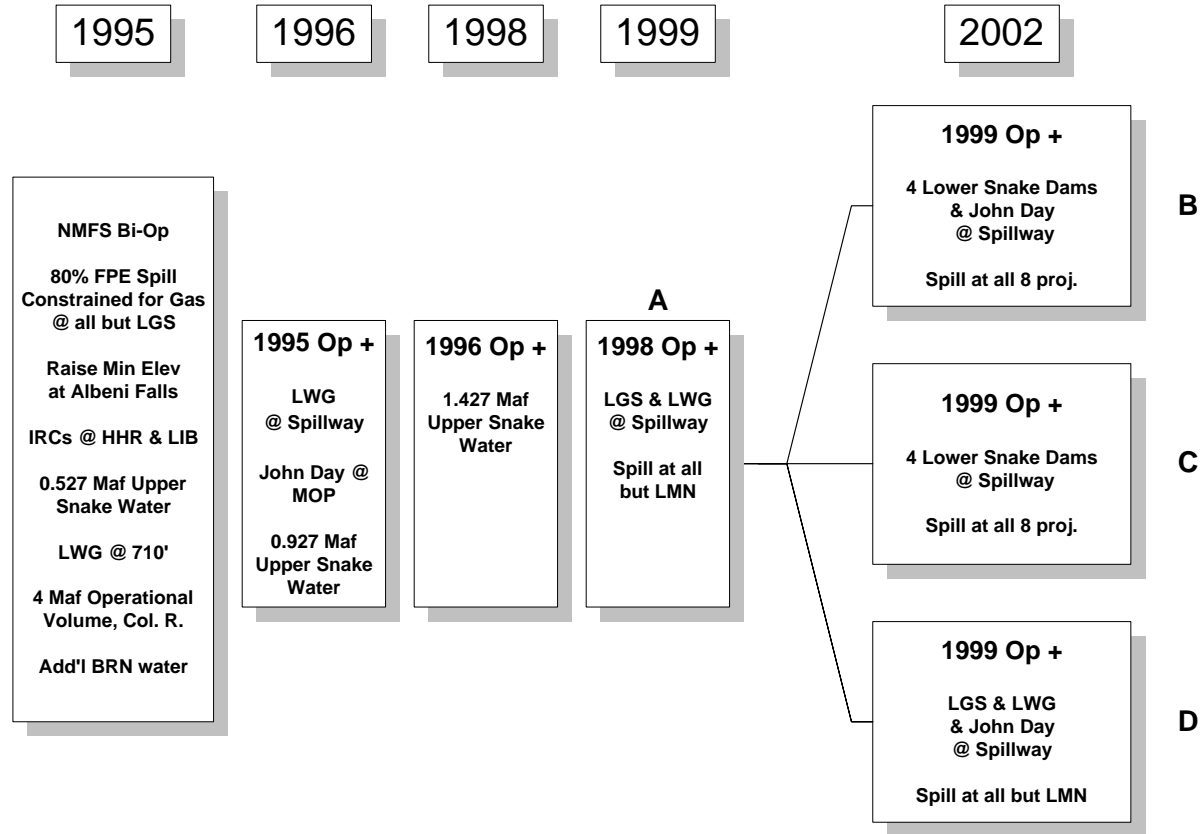 1995
1996
1998
1999
2002
NMFS Bi-Op
80% FPE Spill
Constrained for Gas
@ all but LGS
Raise Min Elev
at Albeni Falls
IRCs @ HHR & LIB
0.527 Maf Upper
Snake Water
LWG @ 710'
4 Maf Operational
Volume, Col. R.
Add'l BRN water
1995 Op +
LWG
@ Spillway
John Day @
MOP
0.927 Maf
Upper Snake
Water
1996 Op +
1.427 Maf
Upper Snake
Water
A
1998 Op +
LGS & LWG
@ Spillway
Spill at all
but LMN
1999 Op +
4 Lower Snake Dams
& John Day
@ Spillway
Spill at all 8 proj.
B
1999 Op +
4 Lower Snake Dams
@ Spillway
Spill at all 8 proj.
C
1999 Op +
LGS & LWG
& John Day
@ Spillway
Spill at all but LMN
D